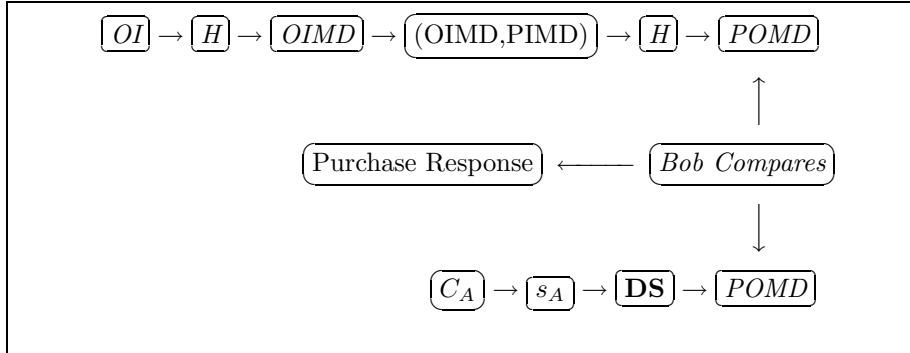 OI → H → OIMD → (OIMD,PIMD) → H → POMD
Purchase Response ← Bob Compares
C_A → s_A → DS → POMD